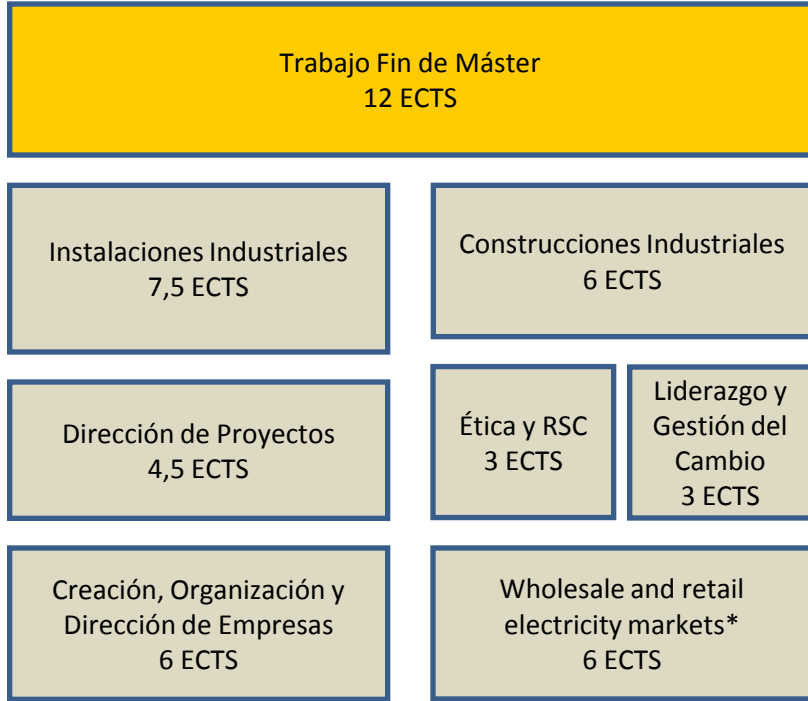 Trabajo Fin de Máster
12 ECTS
Instalaciones Industriales
7,5 ECTS
Construcciones Industriales
6 ECTS
Dirección de Proyectos
4,5 ECTS
Ética y RSC
3 ECTS
Liderazgo y
Gestión del
Cambio
3 ECTS
Creación, Organización y
Dirección de Empresas
6 ECTS
Wholesale and retail
electricity markets*
6 ECTS